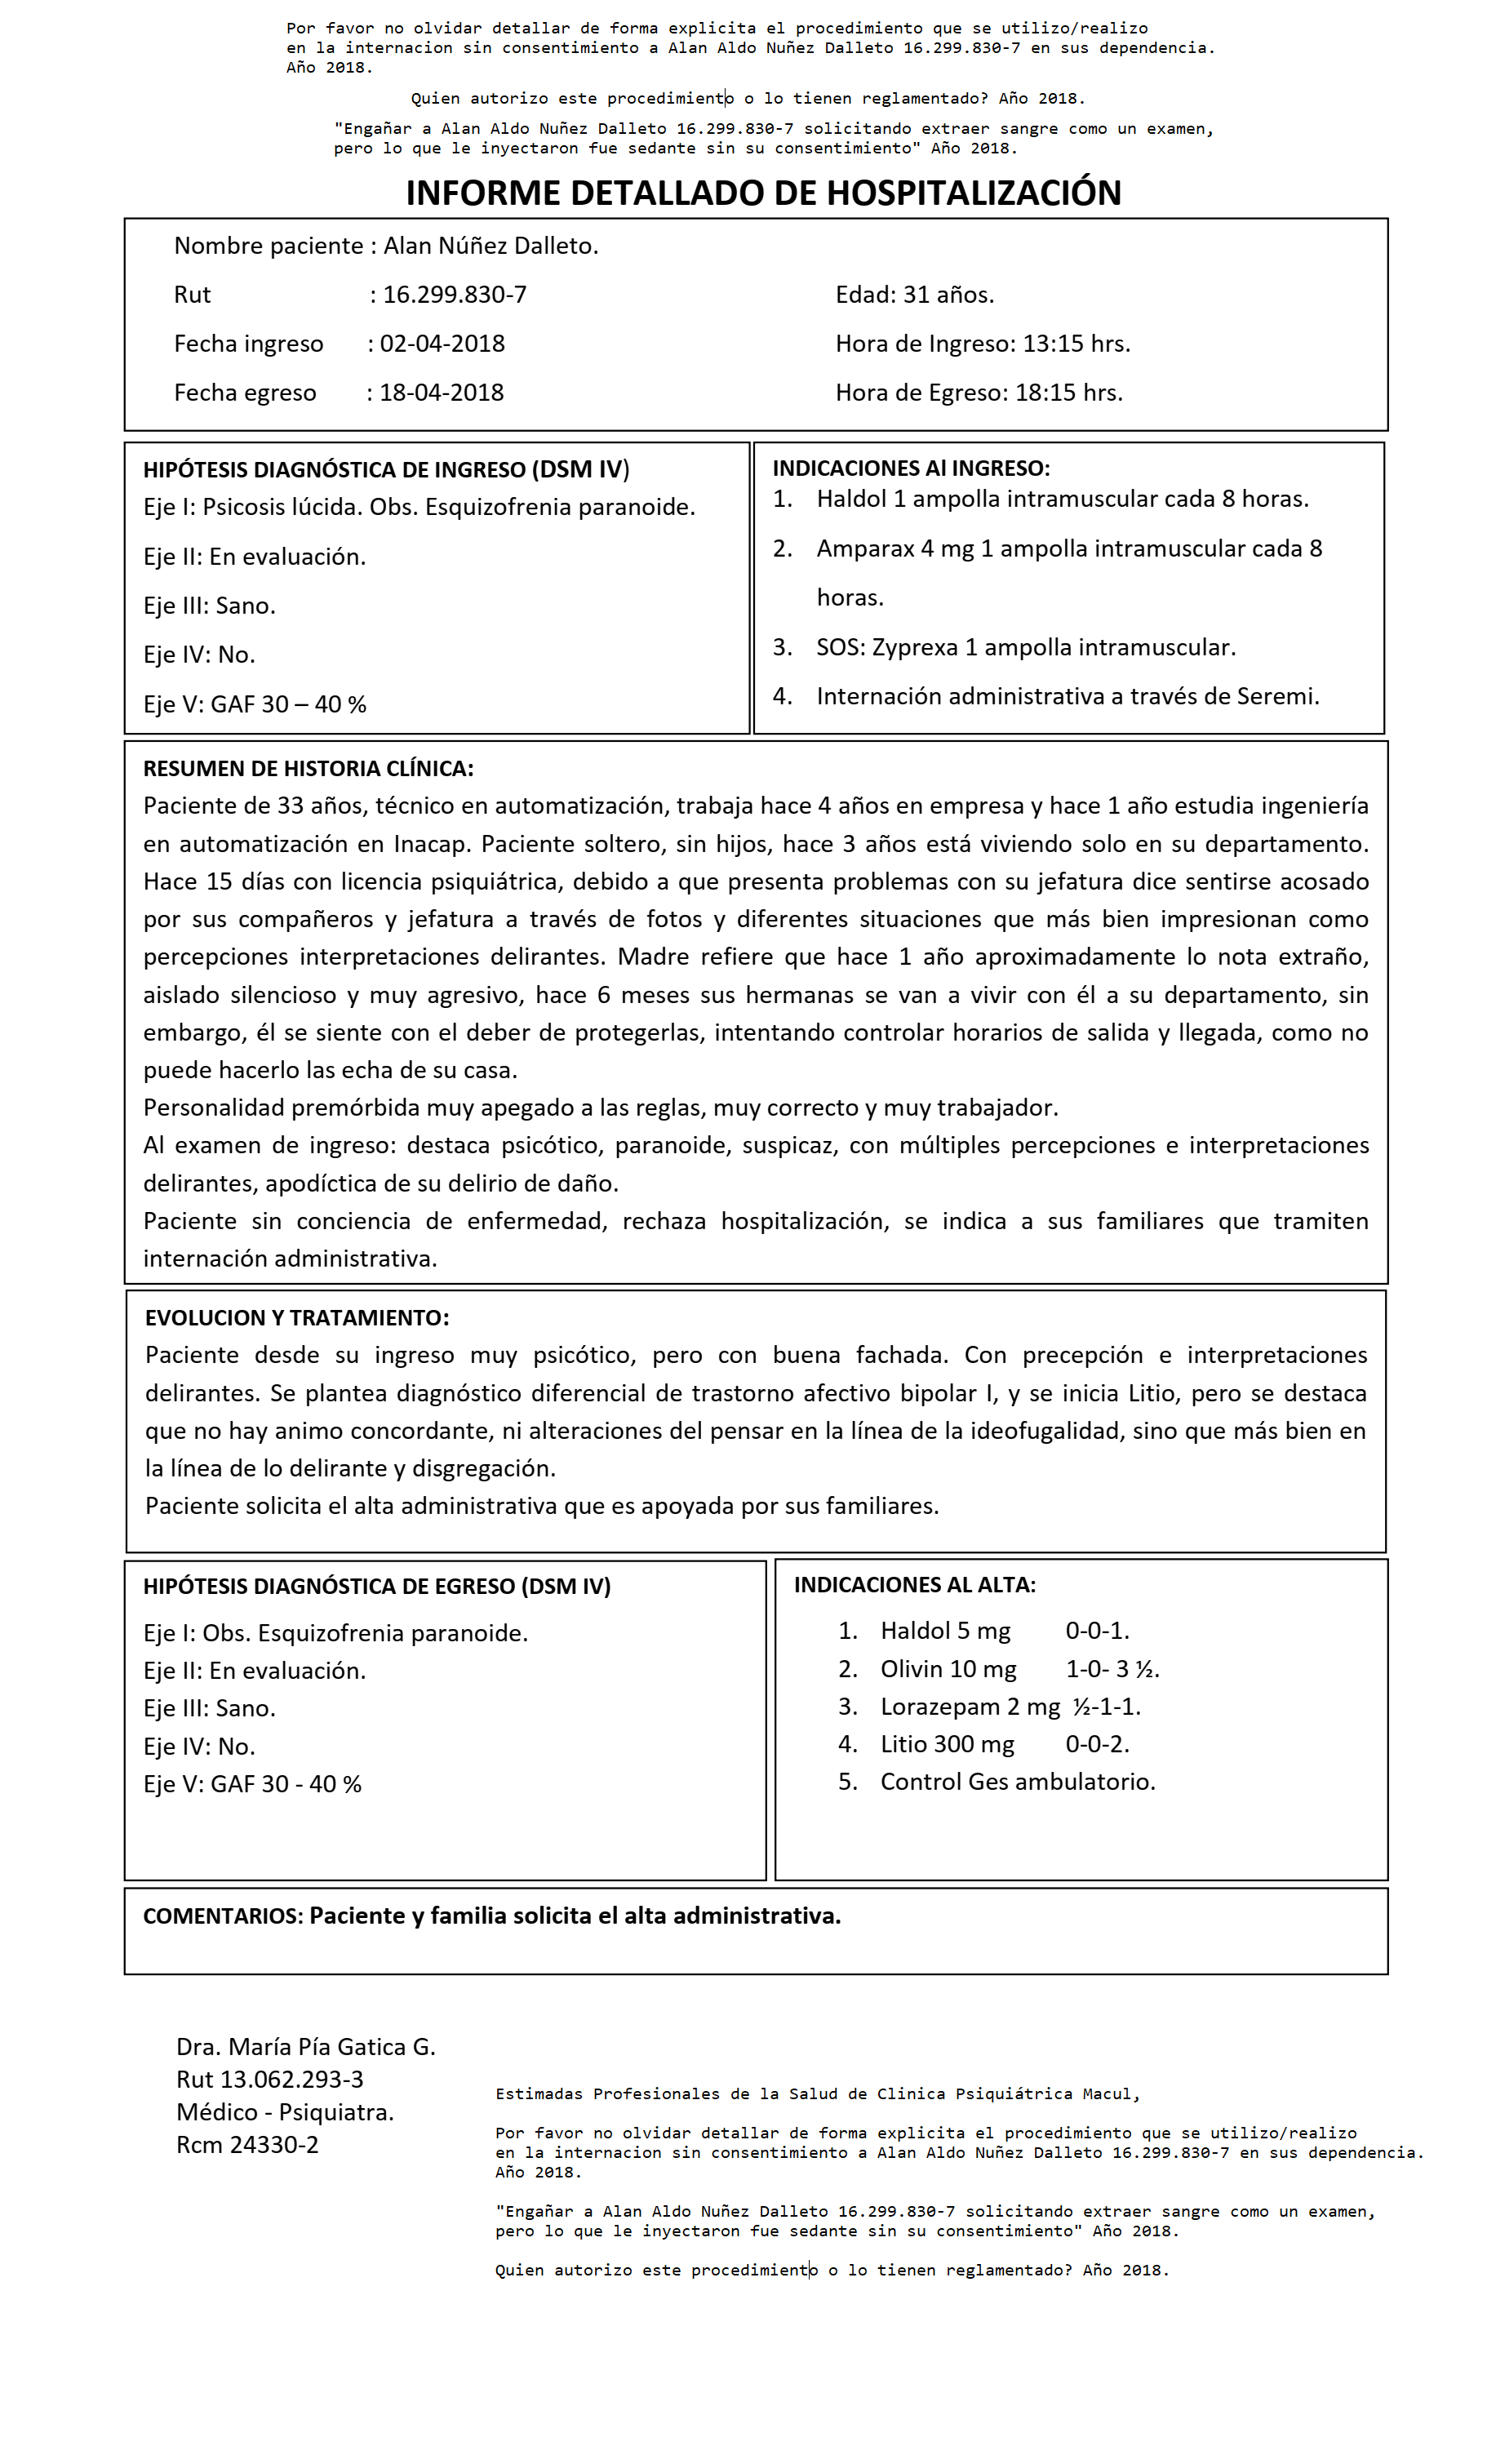 Por favor no olvidar detallar de forma explicita el procedimiento que se utilizo/realizo
en la internacion sin consentimiento a Alan Aldo Nuñez Dalleto 16.299.830-7 en sus dependencia.
Año 2018.
Quien autorizo este procedimiento o lo tienen reglamentado? Año 2018.
"Engañar a Alan Aldo Nuñez Dalleto 16.299.830-7 solicitando extraer sangre como un examen,
pero lo que le inyectaron fue sedante sin su consentimiento" Año 2018.
INFORME DETALLADO DE HOSPITALIZACIÓN
Nombre paciente : Alan Núñez Dalleto.
Rut : 16.299.830-7 Edad: 31 años.
Fecha ingreso : 02-04-2018 Hora de Ingreso: 13:15 hrs.
Fecha egreso : 18-04-2018 Hora de Egreso: 18:15 hrs.
HIPÓTESIS DIAGNÓSTICA DE INGRESO (DSM IV)
Eje I: Psicosis lúcida. Obs. Esquizofrenia paranoide.
Eje II: En evaluación.
Eje III: Sano.
Eje IV: No.
Eje V: GAF 30 – 40 %
INDICACIONES Al INGRESO:
1. Haldol 1 ampolla intramuscular cada 8 horas.
2. Amparax 4 mg 1 ampolla intramuscular cada 8
horas.
3. SOS: Zyprexa 1 ampolla intramuscular.
4. Internación administrativa a través de Seremi.
RESUMEN DE HISTORIA CLÍNICA:
Paciente de 33 años, técnico en automatización, trabaja hace 4 años en empresa y hace 1 año estudia ingeniería
en automatización en Inacap. Paciente soltero, sin hijos, hace 3 años está viviendo solo en su departamento.
Hace 15 días con licencia psiquiátrica, debido a que presenta problemas con su jefatura dice sentirse acosado
por sus compañeros y jefatura a través de fotos y diferentes situaciones que más bien impresionan como
percepciones interpretaciones delirantes. Madre refiere que hace 1 año aproximadamente lo nota extraño,
aislado silencioso y muy agresivo, hace 6 meses sus hermanas se van a vivir con él a su departamento, sin
embargo, él se siente con el deber de protegerlas, intentando controlar horarios de salida y llegada, como no
puede hacerlo las echa de su casa.
Personalidad premórbida muy apegado a las reglas, muy correcto y muy trabajador.
Al examen de ingreso: destaca psicótico, paranoide, suspicaz, con múltiples percepciones e interpretaciones
delirantes, apodíctica de su delirio de daño.
Paciente sin conciencia de enfermedad, rechaza hospitalización, se indica a sus familiares que tramiten
internación administrativa.
EVOLUCION Y TRATAMIENTO:
Paciente desde su ingreso muy psicótico, pero con buena fachada. Con precepción e interpretaciones
delirantes. Se plantea diagnóstico diferencial de trastorno afectivo bipolar I, y se inicia Litio, pero se destaca
que no hay animo concordante, ni alteraciones del pensar en la línea de la ideofugalidad, sino que más bien en
la línea de lo delirante y disgregación.
Paciente solicita el alta administrativa que es apoyada por sus familiares.
HIPÓTESIS DIAGNÓSTICA DE EGRESO (DSM IV)
Eje I: Obs. Esquizofrenia paranoide.
Eje II: En evaluación.
Eje III: Sano.
Eje IV: No.
Eje V: GAF 30 - 40 %
INDICACIONES AL ALTA:
1. Haldol 5 mg 0-0-1.
2. Olivin 10 mg 1-0- 3 ½.
3. Lorazepam 2 mg ½-1-1.
4. Litio 300 mg 0-0-2.
5. Control Ges ambulatorio.
COMENTARIOS: Paciente y familia solicita el alta administrativa.
Dra. María Pía Gatica G.
Rut 13.062.293-3
Médico - Psiquiatra.
Rcm 24330-2
Estimadas Profesionales de la Salud de Clinica Psiquiátrica Macul,
Por favor no olvidar detallar de forma explicita el procedimiento que se utilizo/realizo
en la internacion sin consentimiento a Alan Aldo Nuñez Dalleto 16.299.830-7 en sus dependencia.
Año 2018.
"Engañar a Alan Aldo Nuñez Dalleto 16.299.830-7 solicitando extraer sangre como un examen,
pero lo que le inyectaron fue sedante sin su consentimiento" Año 2018.
Quien autorizo este procedimiento o lo tienen reglamentado? Año 2018.